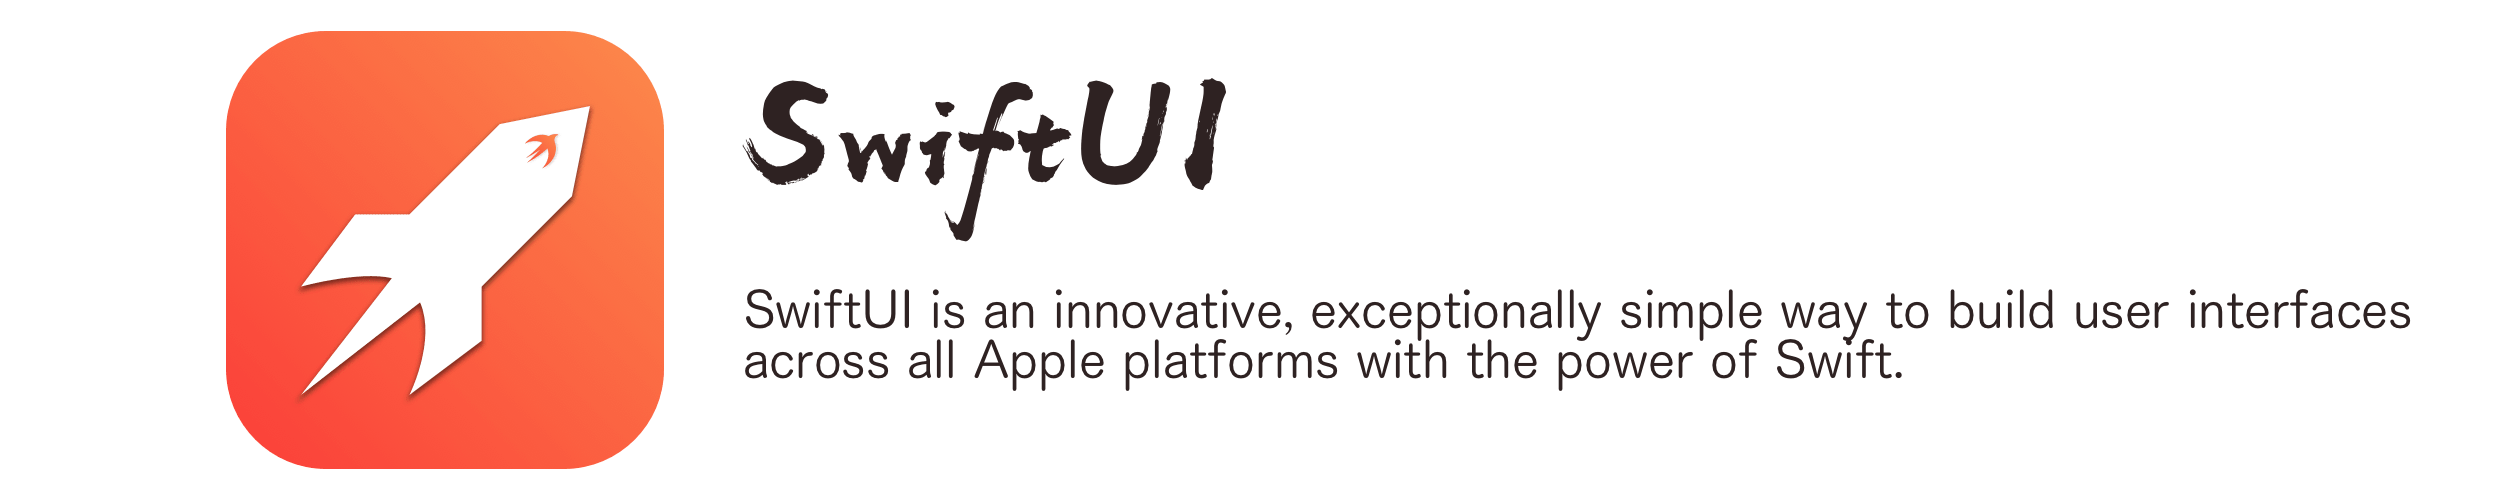 SwiftUI
SwiftUI is an innovative, exceptionally simple way to build user interfaces
across all Apple platforms with the power of Swift.